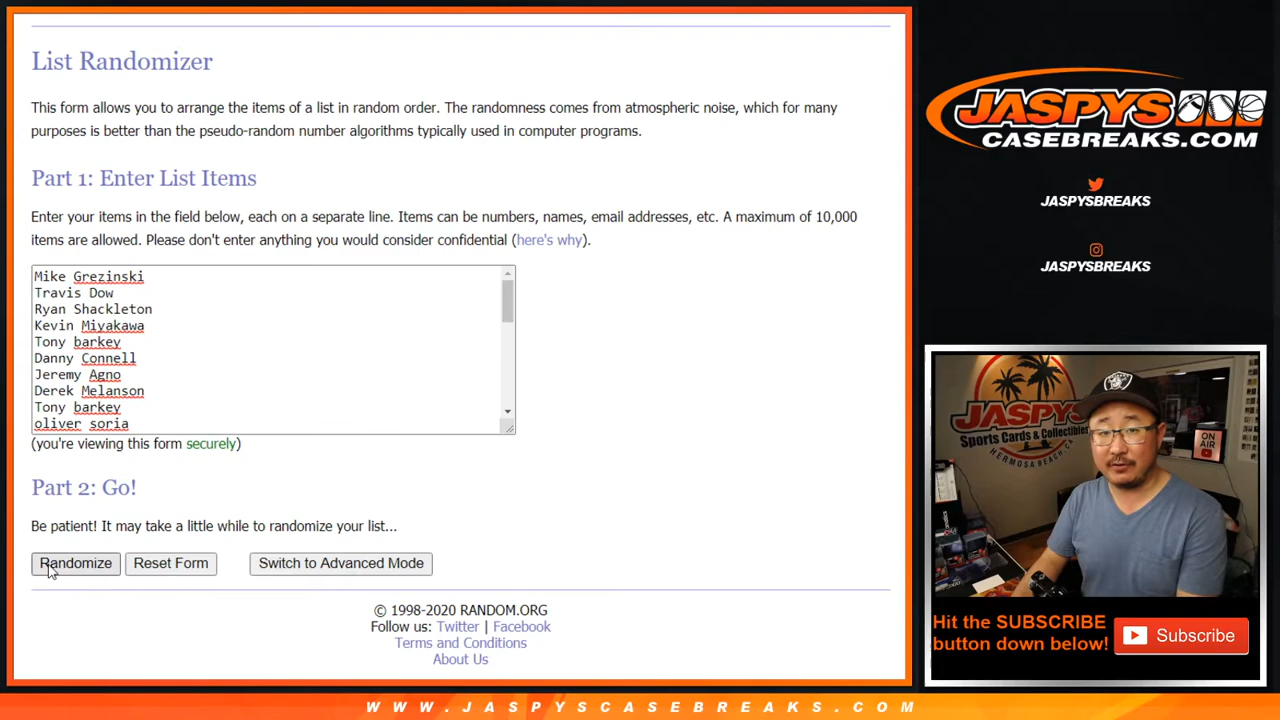 List Randomizer
This form allows you to arrange the items of a list in random order. The randomness comes from atmospheric noise, which for many
purposes is better than the pseudo-random number algorithms typically used in computer programs.
Part 1: Enter List Items
Enter your items in the field below, each on a separate line. Items can be numbers, names, email addresses, etc. A maximum of 10,000
items are allowed. Please don't enter anything you would consider confidential (here's why).
Mike Grezinski
Travis Dow
Ryan Shackleton
Kevin Miyakawa
Tony barkey
Danny Connell
Jeremy Agno
Derek Melanson
Tony barkey
oliver soria
(you're viewing this form securely)
Part 2: Go!
Be patient! It may take a little while to randomize your list...
Randomize Reset Form Switch to Advanced Mode
© 1998-2020 RANDOM.ORG
Follow us: Twitter | Facebook
Terms and Conditions
About Us
JASPYS
CASEBREAKS.COM
JASPYSBREAKS
JASPYSBREAKS
JASPYS
Sports Cards & Collectibles
HERMOSA BEACH, CA
ON AIR
Hit the SUBSCRIBE
button down below!
Subscribe
WWW.JASPYSCASEBREAKS.COM